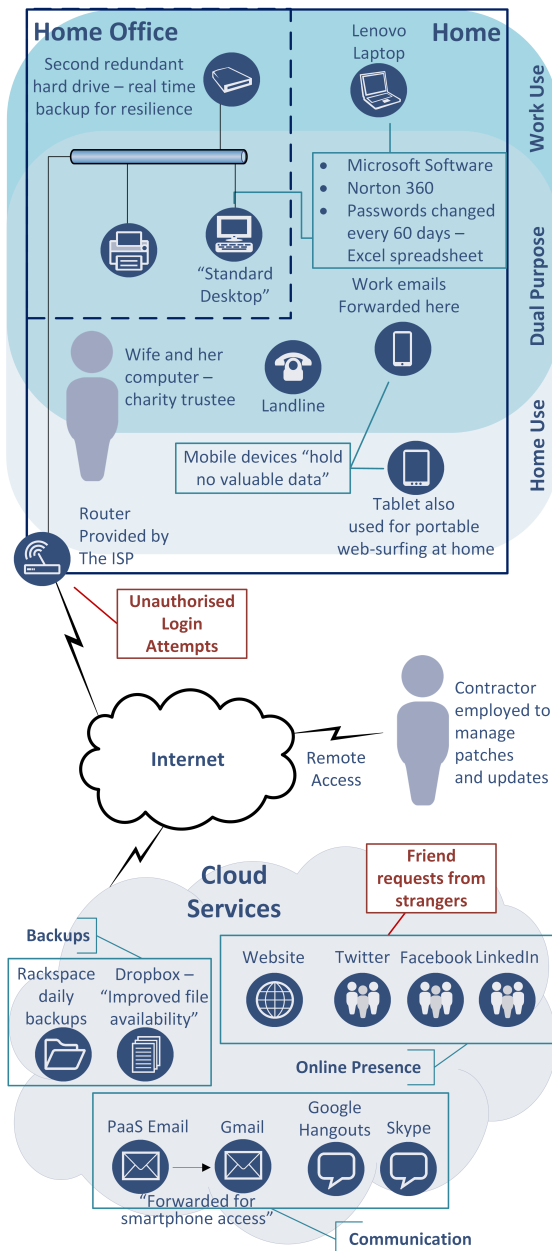 Home Office
Home
Second redundant
hard drive – real time
backup for resilience
Lenovo
Laptop
Work Use
• Microsoft Software
• Norton 360
• Passwords changed
every 60 days –
Excel spreadsheet
“Standard
Desktop”
Work emails
Forwarded here
Dual Purpose
Wife and her
computer –
charity trustee
Landline
Home Use
Mobile devices “hold
no valuable data”
Tablet also
used for portable
web-surfing at home
Router
Provided by
The ISP
Unauthorised
Login
Attempts
Internet
Remote
Access
Contractor
employed to
manage
patches
and updates
Cloud
Services
Friend
requests from
strangers
Backups
Rackspace
daily
backups
Dropbox –
“Improved file
availability”
Website
Twitter
Facebook
LinkedIn
Online Presence
PaaS Email
Gmail
Google
Hangouts
Skype
“Forwarded for
smartphone access”
Communication